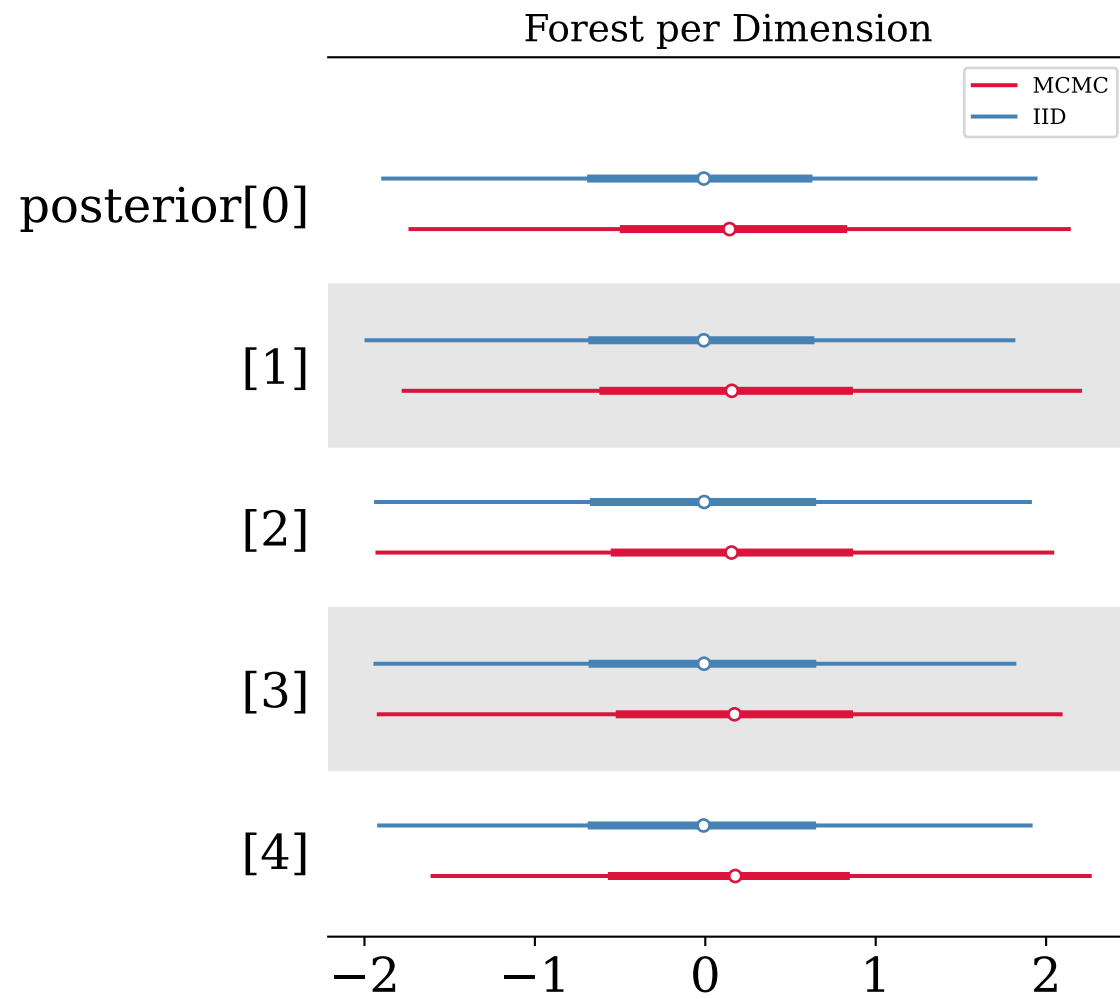 Forest per Dimension
MCMC
IID
posterior[0]
[1]
[2]
[3]
[4]
−2 −1 0 1 2